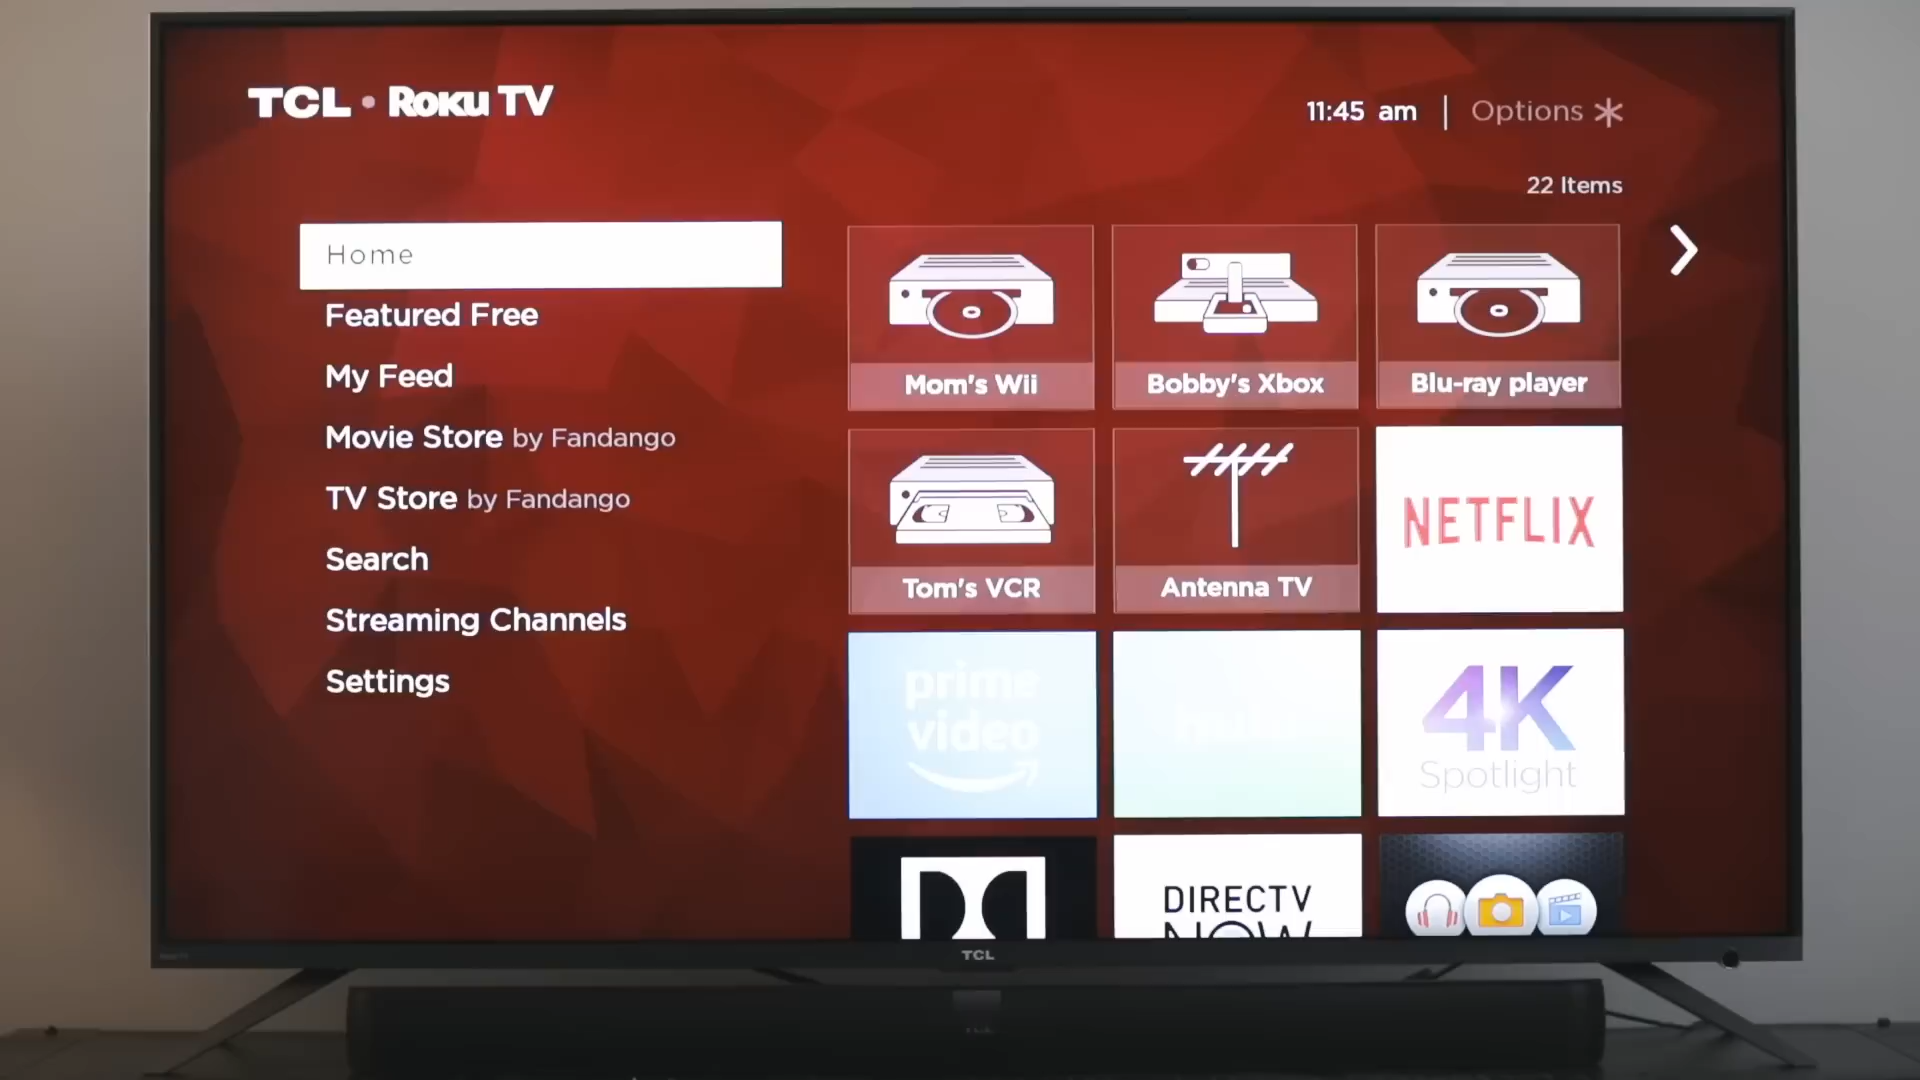 TCL • Roku TV
11:45 am | Options
22 Items
Home
Featured Free
My Feed
Movie Store by Fandango
TV Store by Fandango
Search
Streaming Channels
Settings
Mom's Wii
Bobby's Xbox
Blu-ray player
Tom's VCR
Antenna TV
NETFLIX
prime
video
hulu
4K
Spotlight
DIRECTV
NOW
TCL